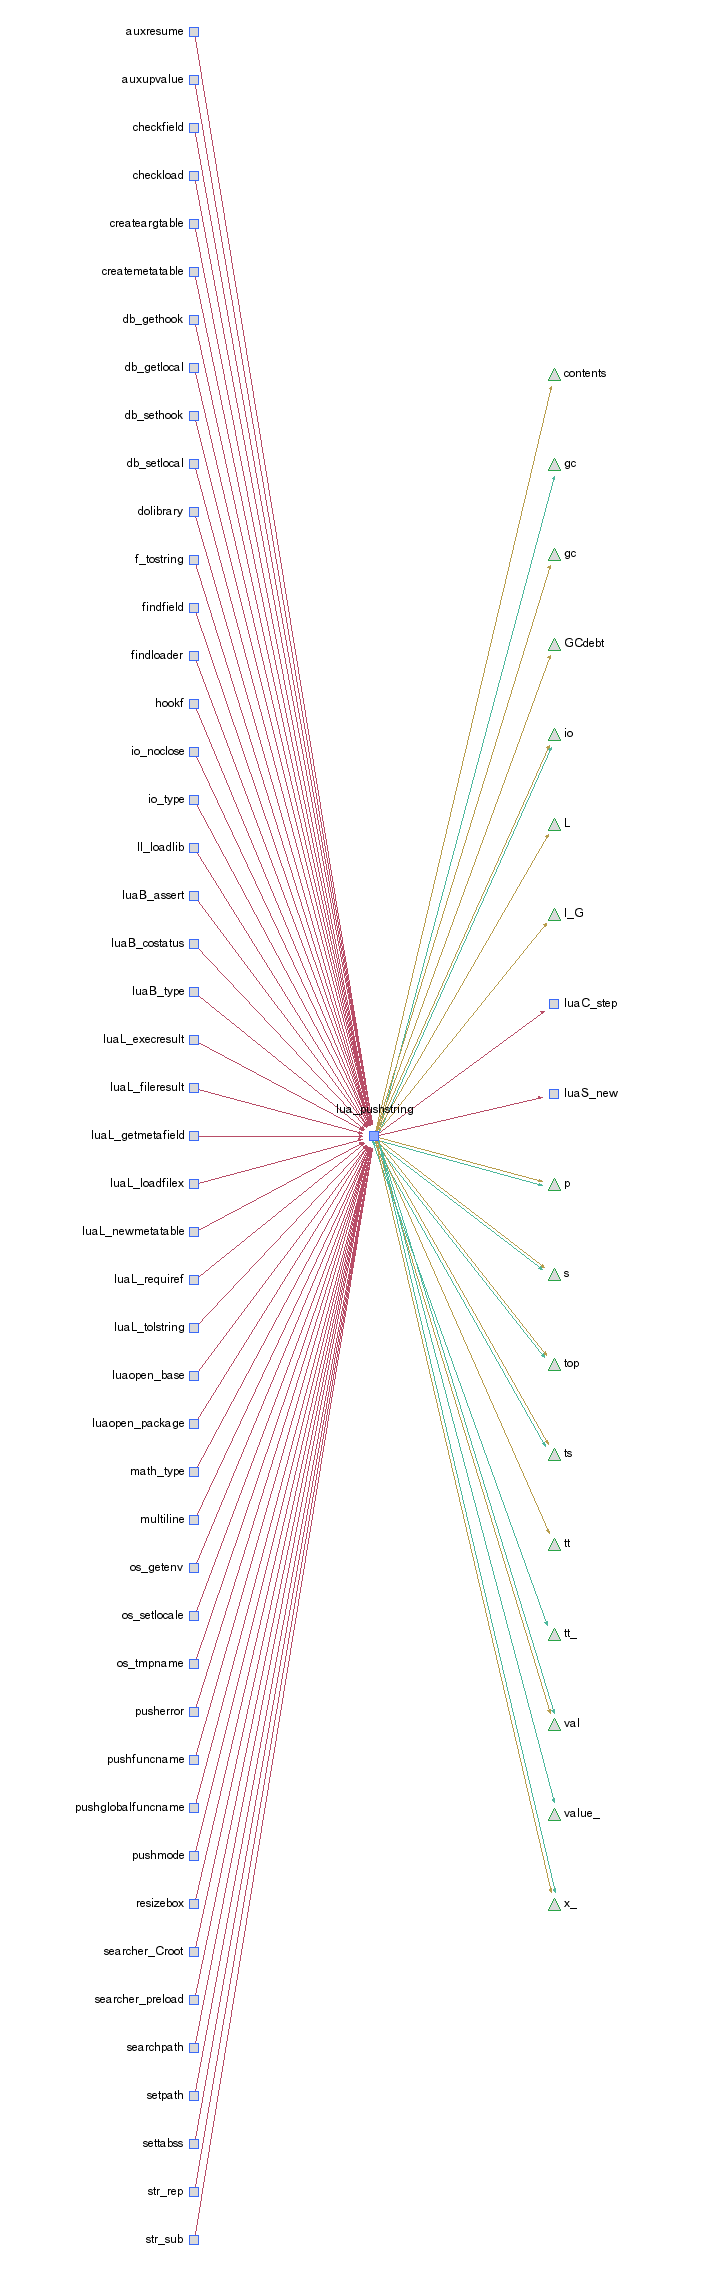 auxresume
auxupvalue
checkfield
checkload
createargtable
createmetatable
db_gethook
db_getlocal
db_sethook
db_setlocal
dolibrary
f_tostring
findfield
findloader
hookf
io_noclose
io_type
ll_loadlib
luaB_assert
luaB_costatus
luaB_type
luaL_execresult
luaL_fileresult
luaL_getmetafield
luaL_loadfilex
luaL_newmetatable
luaL_requiref
luaL_tolstring
luaopen_base
luaopen_package
math_type
multiline
os_getenv
os_setlocale
os_tmpname
pusherror
pushfuncname
pushglobalfuncname
pushmode
resizebox
searcher_Croot
searcher_preload
searchpath
setpath
settabss
str_rep
str_sub
lua_pushstring
contents
gc
gc
GCdebt
io
L
l_G
luaC_step
luaS_new
p
s
top
ts
tt
tt_
val
value_
x_